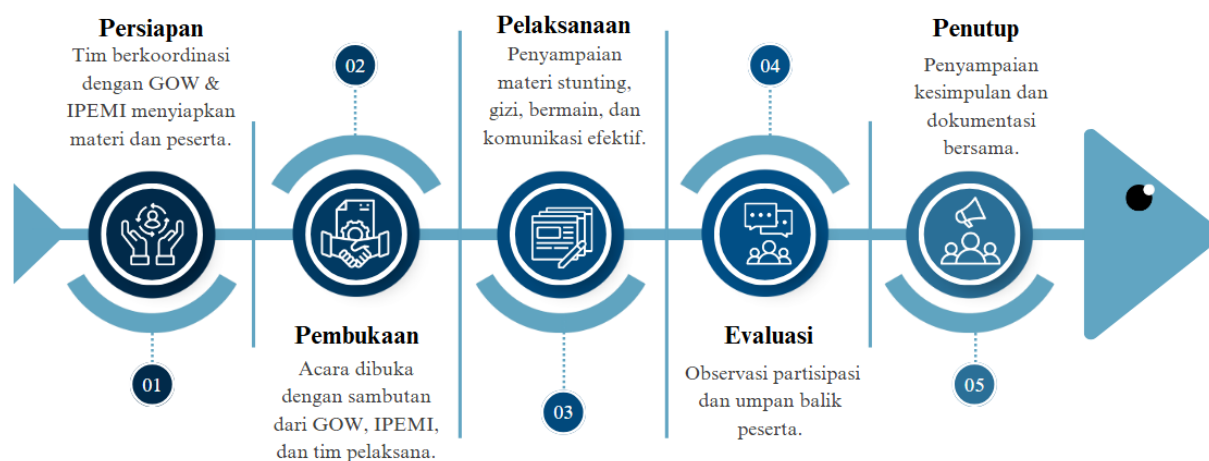 Persiapan
Tim berkoordinasi
dengan GOW &
IPEMI menyiapkan
materi dan peserta.
01
02
Pembukaan
Acara dibuka
dengan sambutan
dari GOW, IPEMI,
dan tim pelaksana.
Pelaksanaan
Penyampaian
materi stunting,
gizi, bermain, dan
komunikasi efektif.
03
04
Evaluasi
Observasi partisipasi
dan umpan balik
peserta.
Penutup
Penyampaian
kesimpulan dan
dokumentasi
bersama.
05